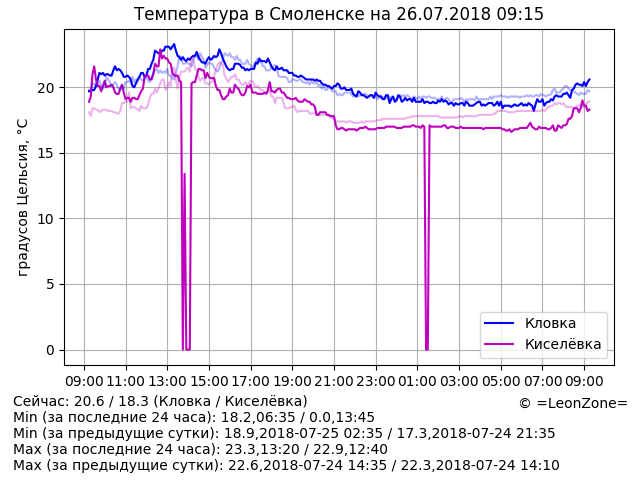 Температура в Смоленске на 26.07.2018 09:15
градусов Цельсия, °C
20
15
10
5
0
Кловка
Киселёвка
09:00 11:00 13:00 15:00 17:00 19:00 21:00 23:00 01:00 03:00 05:00 07:00 09:00
Сейчас: 20.6 / 18.3 (Кловка / Киселёвка)
© =LeonZone=
Min (за последние 24 часа): 18.2,06:35 / 0.0,13:45
Min (за предыдущие сутки): 18.9,2018-07-25 02:35 / 17.3,2018-07-24 21:35
Max (за последние 24 часа): 23.3,13:20 / 22.9,12:40
Max (за предыдущие сутки): 22.6,2018-07-24 14:35 / 22.3,2018-07-24 14:10